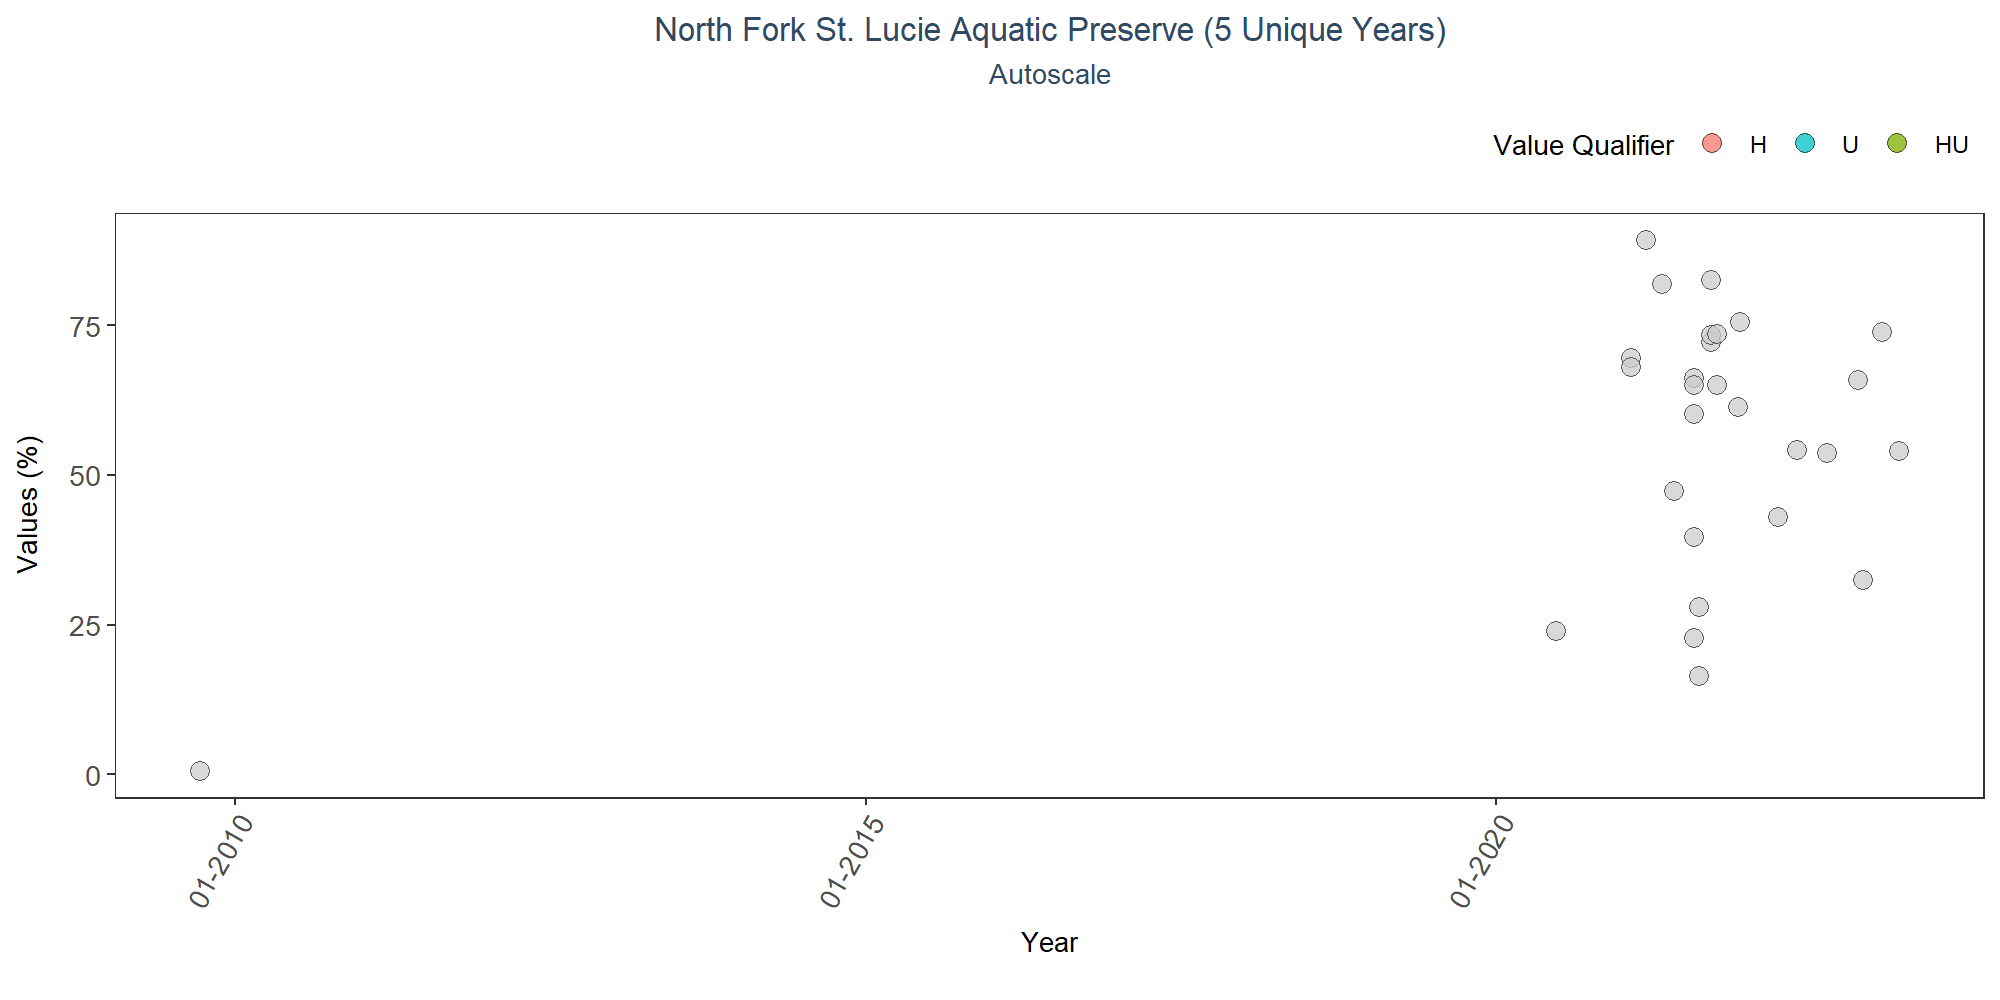 North Fork St. Lucie Aquatic Preserve (5 Unique Years)
Autoscale
Value Qualifier H U HU
Values (%)
75
50
25
0
01-2010 01-2015 01-2020
Year